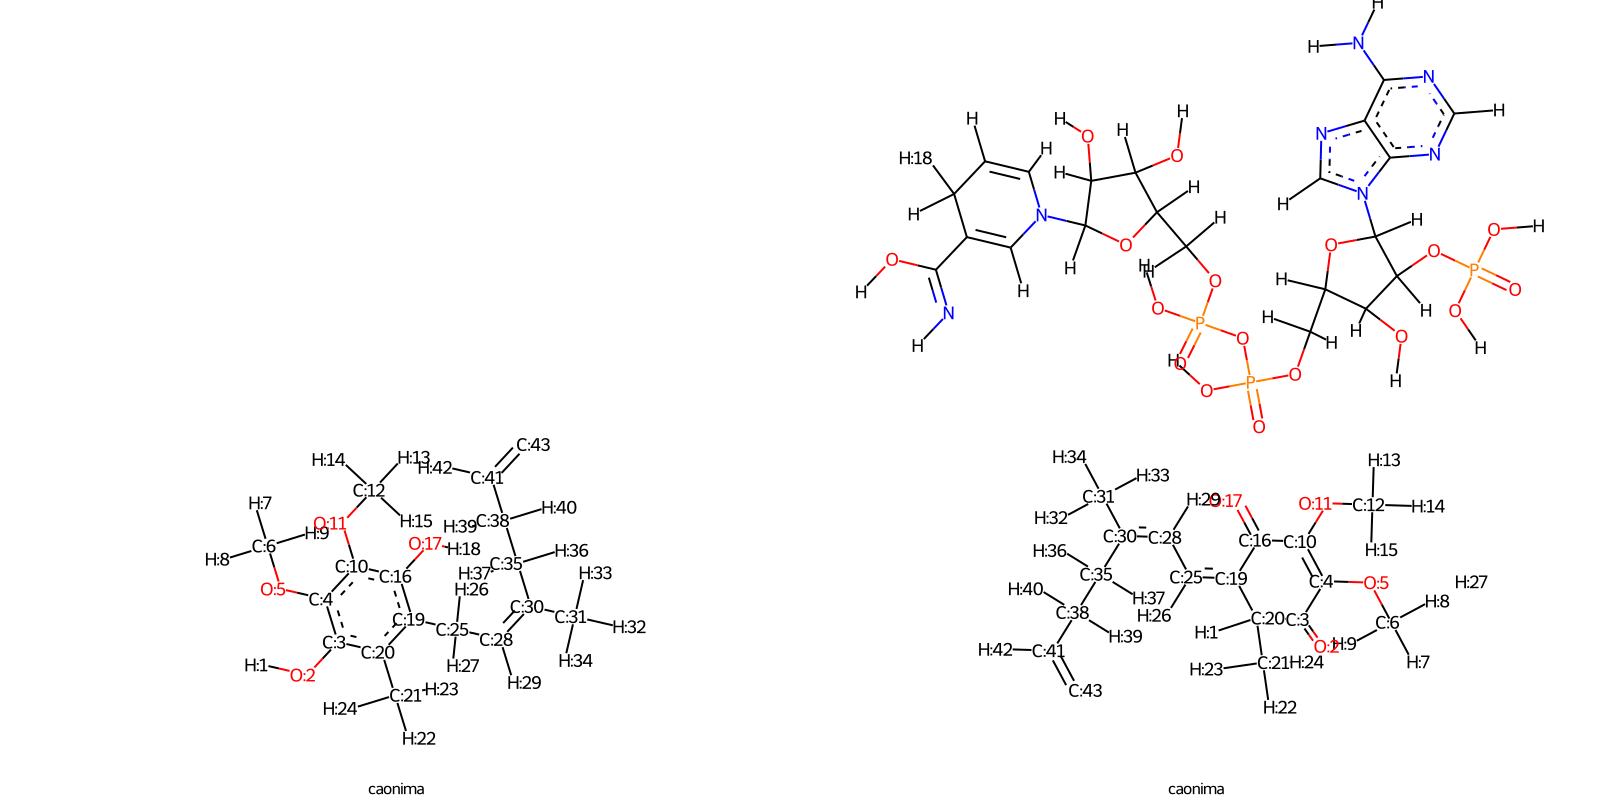 H
H N N
N H
H H H
O H O N N
H:18 H H
H N H H H O H
O O O P
H O H H H H
N O P O O O
H H O H
O P O H
O
C:43
H:14 H:13 H:42 C:41
C:12
H:7 O:11 H:15 H:39 C:38 H:40
H:8 C:6 H:9 O:17 H:18 H:36
C:10 C:16 H:37 C:35 H:33
O:5 C:4 H:26 C:30 C:31 H:32
C:3 C:19 C:25 C:28
H:1 O:2 C:20 H:27 H:34
H:24 C:21 H:23 H:29
H:22
caonima
H:34 H:33 H:13
C:31 H:29 O:17 O:11 C:12 H:14
H:32 C:30 C:28 C:16 C:10 H:15
H:36 C:35 C:25 C:19 C:4 O:5 H:27
H:40 H:37 H:8
C:38 H:26 C:20 C:3 C:6
H:39 H:1 O:2 H:9
H:42 C:41 H:23 C:21 H:24 H:7
C:43 H:22
caonima